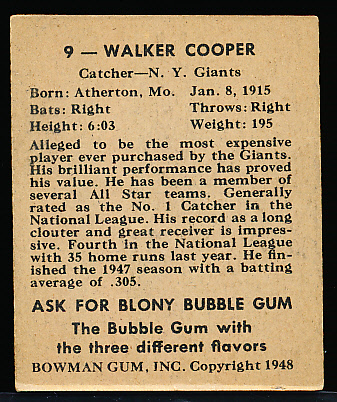 9 — WALKER COOPER
Catcher—N. Y. Giants
Born: Atherton, Mo. Jan. 8, 1915
Bats: Right Throws: Right
Height: 6:03 Weight: 195
Alleged to be the most expensive
player ever purchased by the Giants.
His brilliant performance has proved
his value. He has been a member of
several All Star teams. Generally
rated as the No. 1 Catcher in the
National League. His record as a long
clouter and great receiver is impres-
sive. Fourth in the National League
with 35 home runs last year. He fin-
ished the 1947 season with a batting
average of .305.
ASK FOR BLONY BUBBLE GUM
The Bubble Gum with
the three different flavors
BOWMAN GUM, INC. Copyright 1948